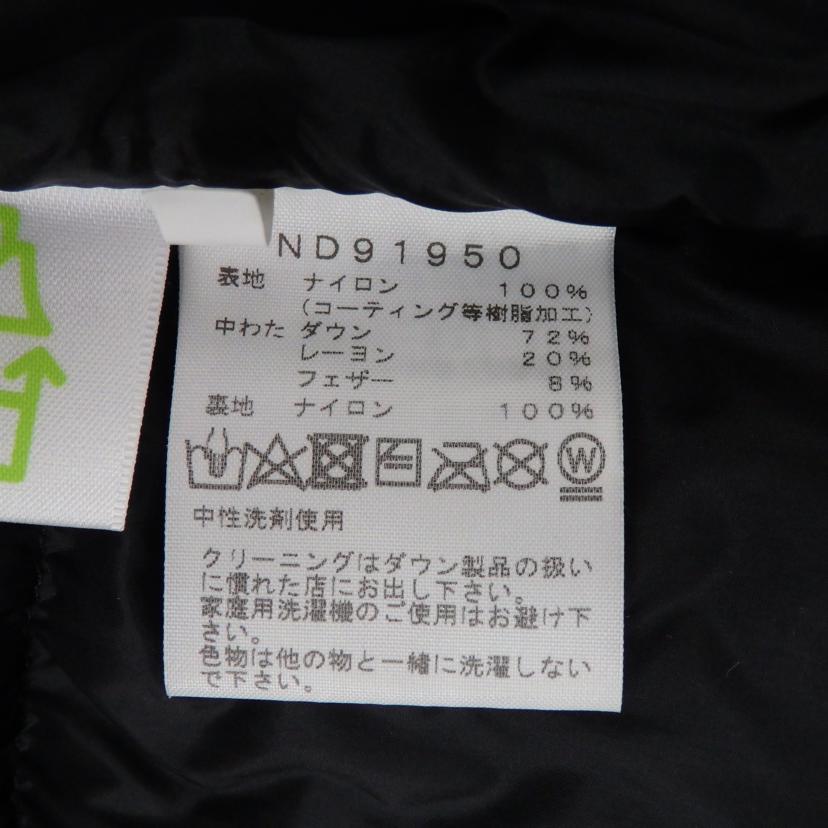 ND91950
表地 ナイロン 100%
(コーティング等樹脂加工)
中わた ダウン 72%
レーヨン 20%
フェザー 8%
裏地 ナイロン 100%
W
中性洗剤使用
クリーニングはダウン製品の扱い
に慣れた店にお出し下さい。
家庭用洗濯機のご使用はお避け下
さい。
色物は他の物と一緒に洗濯しない
で下さい。